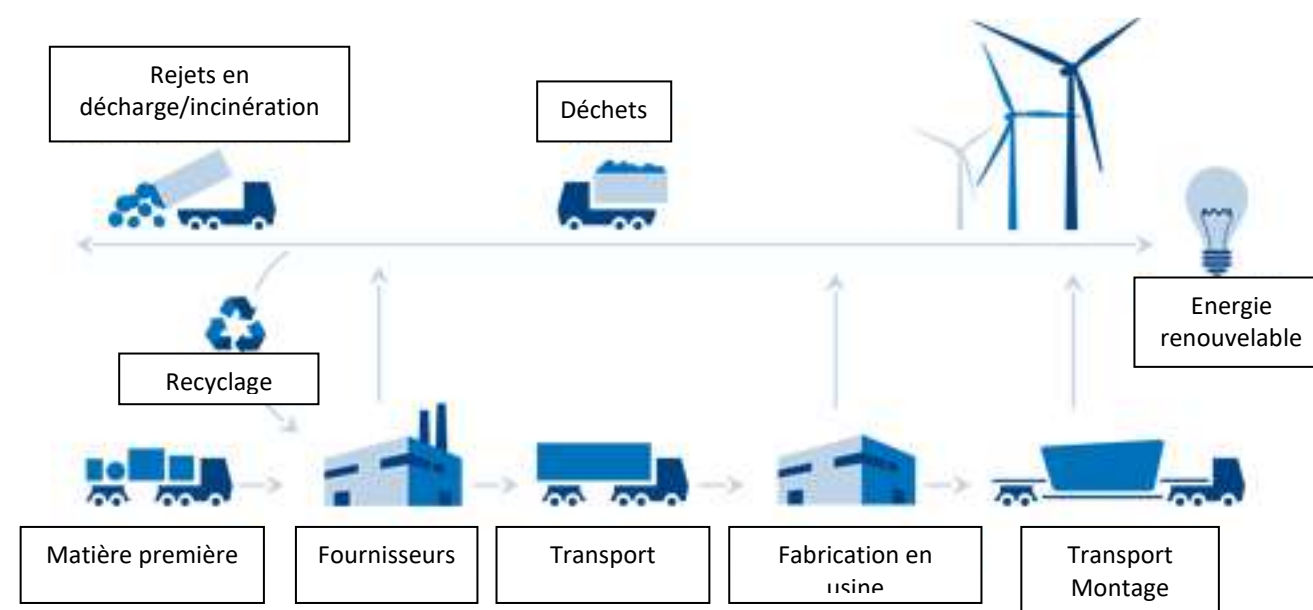 Rejets en
décharge/incinération
Déchets
Energie
renouvelable
Recyclage
Matière première
Fournisseurs
Transport
Fabrication en
usine
Transport
Montage